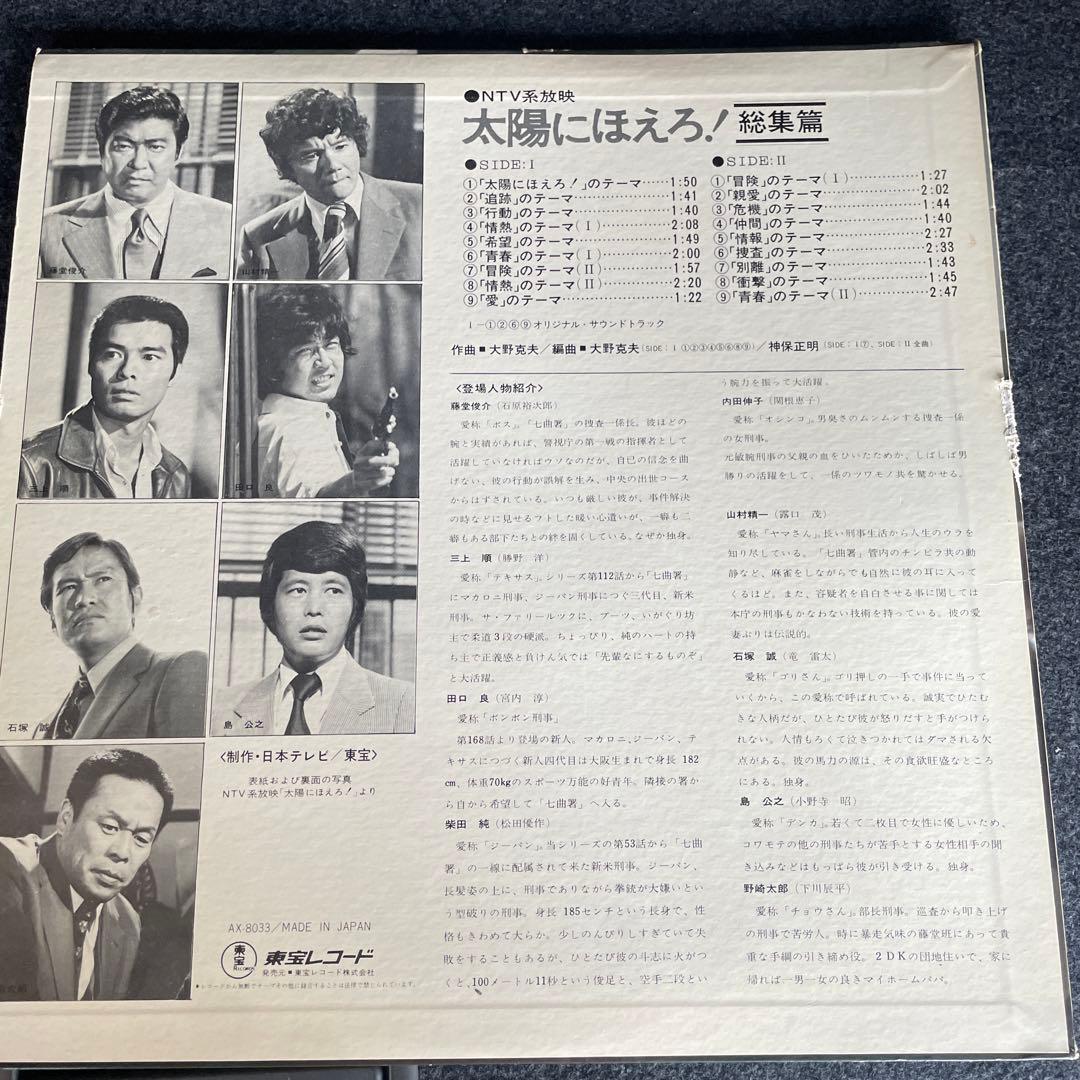 ●NTV系放映
太陽にほえろ!
総集篇
●SIDE:I
①「太陽にほえろ!」のテーマ……1:50
②「追跡」のテーマ……………1:41
③「行動」のテーマ……………1:40
④「情熱」のテーマ(I)…………2:08
⑤「希望」のテーマ……………1:49
⑥「青春」のテーマ(I)…………2:00
⑦「冒険」のテーマ(II)…………1:57
⑧「情熱」のテーマ(II)…………2:20
⑨「愛」のテーマ………………1:22
I-①②⑥⑨オリジナル・サウンドトラック
●SIDE:II
①「冒険」のテーマ(I)……………1:27
②「親愛」のテーマ………………2:02
③「危機」のテーマ………………1:44
④「仲間」のテーマ………………1:40
⑤「情報」のテーマ………………2:27
⑥「捜査」のテーマ………………2:33
⑦「別離」のテーマ………………1:43
⑧「衝撃」のテーマ………………1:45
⑨「青春」のテーマ(II)……………2:47
作曲■大野克夫/編曲■大野克夫(SIDE:I ①②③④⑤⑥⑧⑨)/神保正明(SIDE:I⑦、SIDE:II全曲)
藤堂俊介
山村精一
三上 順
田口 良
石塚 誠
島 公之
〈制作・日本テレビ/東宝〉
表紙および裏面の写真
NTV系放映「太陽にほえろ!」より
AX-8033/MADE IN JAPAN
東宝
RECORDS
東宝レコード
発売元■東宝レコード株式会社
●レコードから無断でテープその他に録音することは法律で禁じられています。
〈登場人物紹介〉
藤堂俊介(石原裕次郎)
愛称「ボス」。「七曲署」の捜査一係長。彼ほどの
腕と実績があれば、警視庁の第一戦の指揮者として
活躍していなければウソなのだが、自己の信念を曲
げない、彼の行動が誤解を生み、中央の出世コース
からはずされている。いつも厳しい彼が、事件解決
の時などに見せるフトした暖い心遣いが、一癖も二
癖もある部下たちとの絆を固くしている。なぜか独身。
三上 順(勝野 洋)
愛称「テキサス」。シリーズ第112話から「七曲署」
にマカロニ刑事、ジーパン刑事につぐ三代目、新米
刑事。サ・ファリールックに、ブーツ、いがぐり坊
主で柔道3段の硬派。ちょっぴり、純のハートの持
ち主で正義感と負けん気では「先輩なにするものぞ」
と大活躍。
田口 良(宮内 淳)
愛称「ボンボン刑事」
第168話より登場の新人。マカロニ、ジーパン、テ
キサスにつづく新人四代目は大阪生まれで身長 182
cm、体重70kgのスポーツ万能の好青年。隣接の署か
ら自から希望して「七曲署」へ入る。
柴田 純(松田優作)
愛称「ジーパン」。当シリーズの第53話から「七曲
署」の一線に配属されて来た新米刑事。ジーパン、
長髪姿の上に、刑事でありながら拳銃が大嫌いとい
う型破りの刑事。身長 185センチという長身で、性
格もきわめて大らか。少しのんびりしすぎていて失
敗をすることもあるが、ひとたび彼の斗志に火がつ
くと、100メートル11秒という俊足と、空手二段とい
う腕力を振って大活躍。
内田伸子(関根恵子)
愛称「オシンコ」。男臭さのムンムンする捜査一係
の女刑事。
元敏腕刑事の父親の血をひいたためか、しばしば男
勝りの活躍をして、一係のツワモノ共を驚かせる。
山村精一(露口 茂)
愛称「ヤマさん」。長い刑事生活から人生のウラを
知り尽している。「七曲署」管内のチンピラ共の動
静など、麻雀をしながらでも自然に彼の耳に入って
くるほど。また、容疑者を自白させる事に関しては
本庁の刑事もかなわない技術を持っている。彼の愛
妻ぶりは伝説的。
石塚 誠(竜 雷太)
愛称「ゴリさん」。ゴリ押しの一手で事件に当って
いくから、この愛称で呼ばれている。誠実でひたむ
きな人柄だが、ひとたび彼が怒りだすと手がつけら
れない。人情もろくて泣きつかれてはダマされる欠
点がある。彼の馬力の源は、その食欲旺盛なところ
にある。独身。
島 公之(小野寺 昭)
愛称「デンカ」。若くて二枚目で女性に優しいため、
コワモテの他の刑事たちが苦手とする女性相手の聞
き込みなどはもっぱら彼が引き受ける。独身。
野崎太郎(下川辰平)
愛称「チョウさん」。部長刑事。巡査から叩き上げ
の刑事で苦労人。時に暴走気味の藤堂班にあって貴
重な手綱の引き締め役。2DKの団地住いで、家に
帰れば一男一女の良きマイホームパパ。